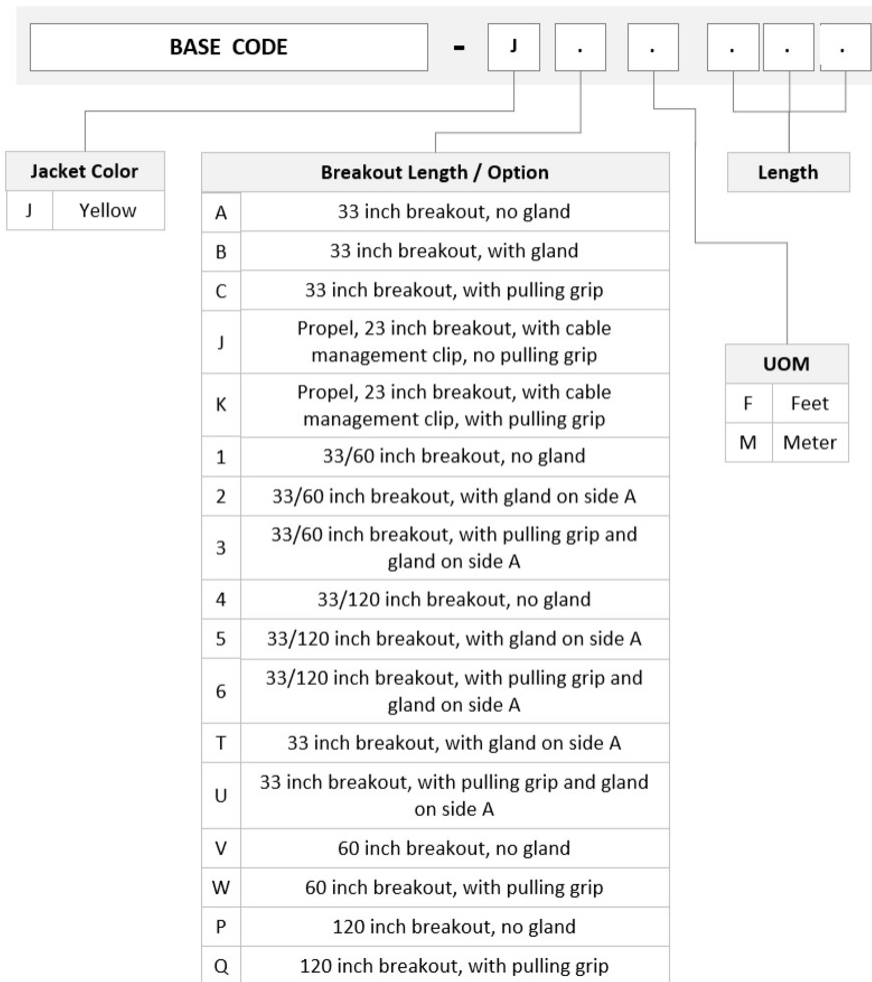 BASE CODE - J . . . . .
Jacket Color
J Yellow
Breakout Length / Option
A 33 inch breakout, no gland
B 33 inch breakout, with gland
C 33 inch breakout, with pulling grip
J Propel, 23 inch breakout, with cable
management clip, no pulling grip
K Propel, 23 inch breakout, with cable
management clip, with pulling grip
1 33/60 inch breakout, no gland
2 33/60 inch breakout, with gland on side A
3 33/60 inch breakout, with pulling grip and
gland on side A
4 33/120 inch breakout, no gland
5 33/120 inch breakout, with gland on side A
6 33/120 inch breakout, with pulling grip and
gland on side A
T 33 inch breakout, with gland on side A
U 33 inch breakout, with pulling grip and gland
on side A
V 60 inch breakout, no gland
W 60 inch breakout, with pulling grip
P 120 inch breakout, no gland
Q 120 inch breakout, with pulling grip
Length
UOM
F Feet
M Meter